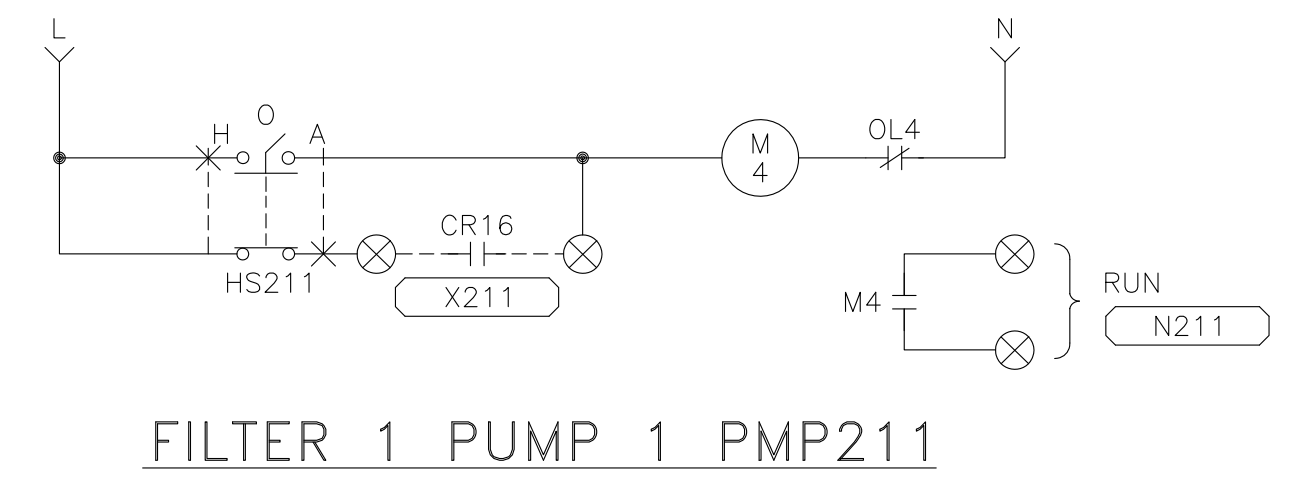 L
N
H O A
M
4
OL4
CR16
HS211
X211
M4
RUN
N211
FILTER 1 PUMP 1 PMP211